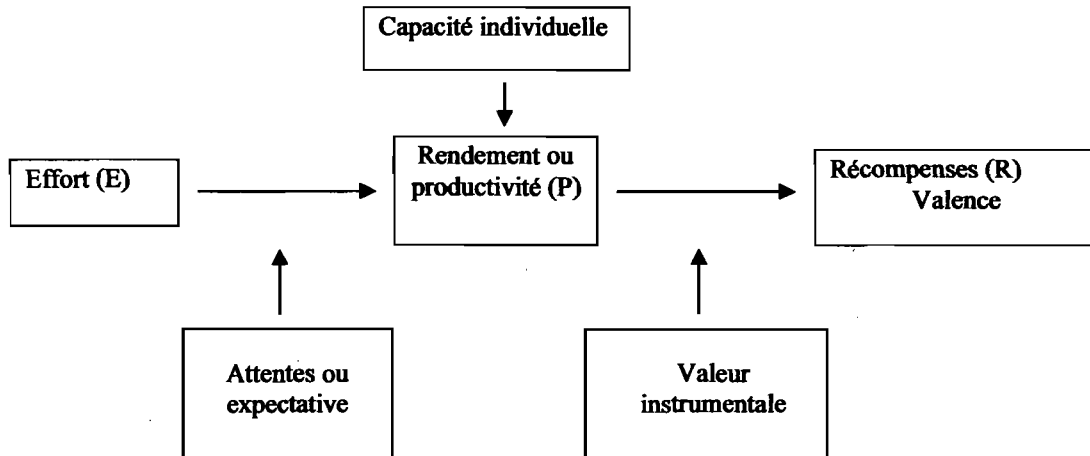 Capacité individuelle
Effort (E)
Rendement ou
productivité (P)
Récompenses (R)
Valence
Attentes ou
expectative
Valeur
instrumentale